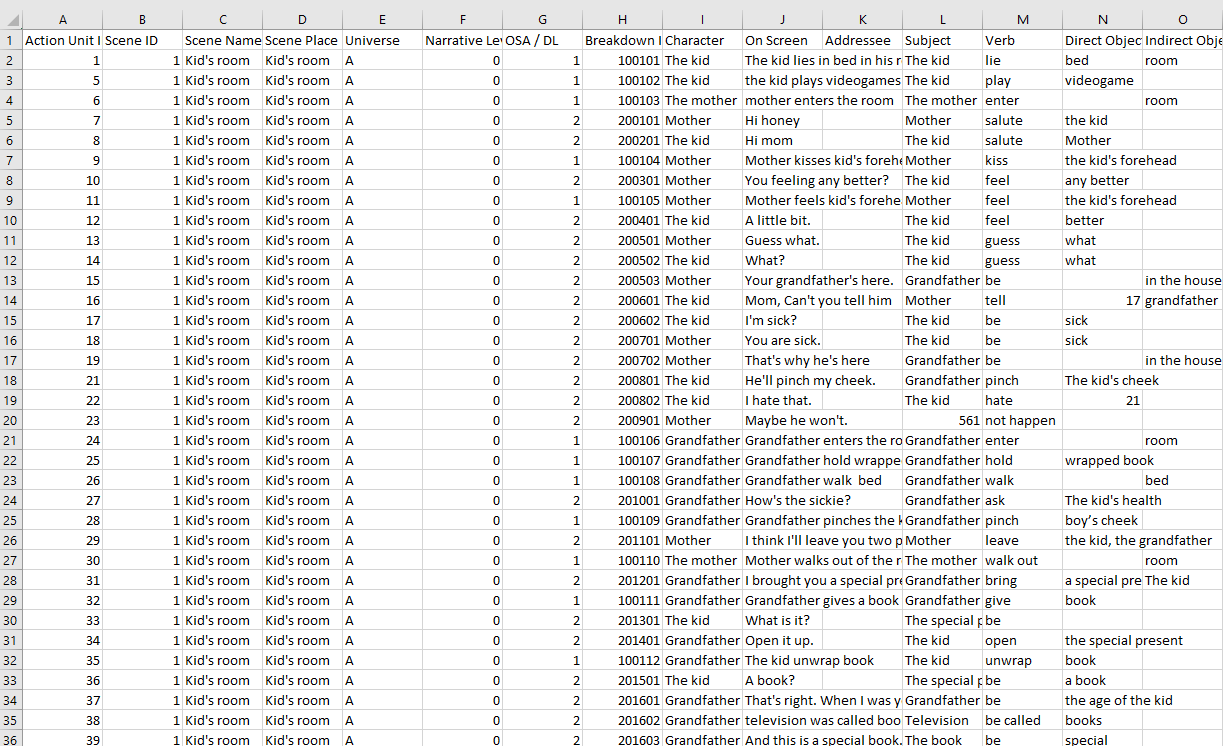 A B C D E F G H I J K L M N O
1 Action Unit I Scene ID Scene Name Scene Place Universe Narrative Lev OSA / DL Breakdown I Character On Screen Addressee Subject Verb Direct Object Indirect Obje
2 1 1 Kid's room Kid's room A 0 1 100101 The kid The kid lies in bed in his r The kid lie bed room
3 5 1 Kid's room Kid's room A 0 1 100102 The kid the kid plays videogames The kid play videogame
4 6 1 Kid's room Kid's room A 0 1 100103 The mother mother enters the room The mother enter room
5 7 1 Kid's room Kid's room A 0 2 200101 Mother Hi honey Mother salute the kid
6 8 1 Kid's room Kid's room A 0 2 200201 The kid Hi mom The kid salute Mother
7 9 1 Kid's room Kid's room A 0 1 100104 Mother Mother kisses kid's foreh Mother kiss the kid's forehead
8 10 1 Kid's room Kid's room A 0 2 200301 Mother You feeling any better? The kid feel any better
9 11 1 Kid's room Kid's room A 0 1 100105 Mother Mother feels kid's forehe Mother feel the kid's forehead
10 12 1 Kid's room Kid's room A 0 2 200401 The kid A little bit. The kid feel better
11 13 1 Kid's room Kid's room A 0 2 200501 Mother Guess what. The kid guess what
12 14 1 Kid's room Kid's room A 0 2 200502 The kid What? The kid guess what
13 15 1 Kid's room Kid's room A 0 2 200503 Mother Your grandfather's here. Grandfather be in the house
14 16 1 Kid's room Kid's room A 0 2 200601 The kid Mom, Can't you tell him Mother tell 17 grandfather
15 17 1 Kid's room Kid's room A 0 2 200602 The kid I'm sick? The kid be sick
16 18 1 Kid's room Kid's room A 0 2 200701 Mother You are sick. The kid be sick
17 19 1 Kid's room Kid's room A 0 2 200702 Mother That's why he's here Grandfather be in the house
18 21 1 Kid's room Kid's room A 0 2 200801 The kid He'll pinch my cheek. Grandfather pinch The kid's cheek
19 22 1 Kid's room Kid's room A 0 2 200802 The kid I hate that. The kid hate 21
20 23 1 Kid's room Kid's room A 0 2 200901 Mother Maybe he won't. 561 not happen
21 24 1 Kid's room Kid's room A 0 1 100106 Grandfather Grandfather enters the ro Grandfather enter room
22 25 1 Kid's room Kid's room A 0 1 100107 Grandfather Grandfather hold wrappe Grandfather hold wrapped book
23 26 1 Kid's room Kid's room A 0 1 100108 Grandfather Grandfather walk bed Grandfather walk bed
24 27 1 Kid's room Kid's room A 0 2 201001 Grandfather How's the sickie? Grandfather ask The kid's health
25 28 1 Kid's room Kid's room A 0 1 100109 Grandfather Grandfather pinches the k Grandfather pinch boy’s cheek
26 29 1 Kid's room Kid's room A 0 2 201101 Mother I think I'll leave you two p Mother leave the kid, the grandfather
27 30 1 Kid's room Kid's room A 0 1 100110 The mother Mother walks out of the r The mother walk out room
28 31 1 Kid's room Kid's room A 0 2 201201 Grandfather I brought you a special pre Grandfather bring a special pre The kid
29 32 1 Kid's room Kid's room A 0 1 100111 Grandfather Grandfather gives a book Grandfather give book
30 33 1 Kid's room Kid's room A 0 2 201301 The kid What is it? The special p be
31 34 1 Kid's room Kid's room A 0 2 201401 Grandfather Open it up. The kid open the special present
32 35 1 Kid's room Kid's room A 0 1 100112 Grandfather The kid unwrap book The kid unwrap book
33 36 1 Kid's room Kid's room A 0 2 201501 The kid A book? The special p be a book
34 37 1 Kid's room Kid's room A 0 2 201601 Grandfather That's right. When I was y Grandfather be the age of the kid
35 38 1 Kid's room Kid's room A 0 2 201602 Grandfather television was called boo Television be called books
36 39 1 Kid's room Kid's room A 0 2 201603 Grandfather And this is a special book. The book be special